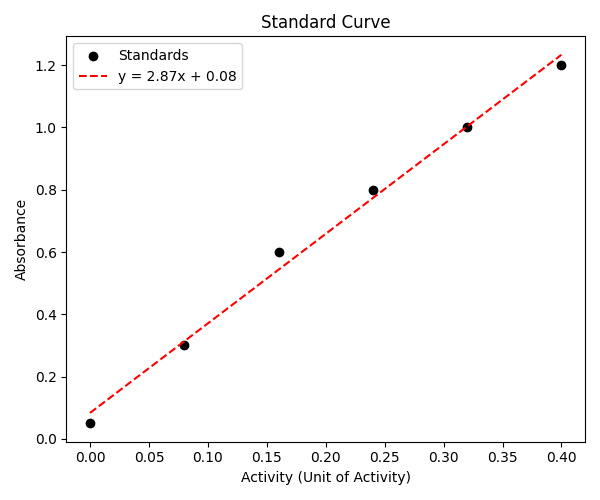 Standard Curve
Standards
y = 2.87x + 0.08
1.2
1.0
0.8
0.6
0.4
0.2
0.0
Absorbance
0.00 0.05 0.10 0.15 0.20 0.25 0.30 0.35 0.40
Activity (Unit of Activity)